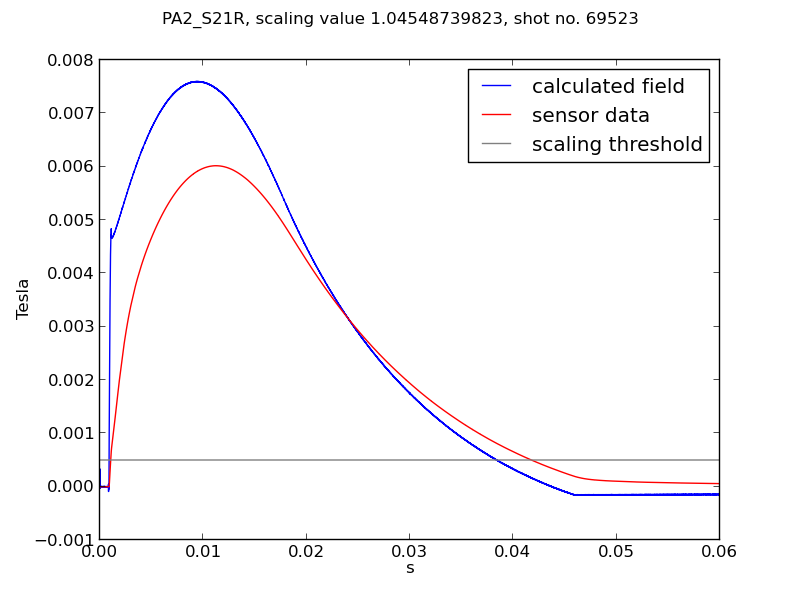 PA2_S21R, scaling value 1.04548739823, shot no. 69523
calculated field
sensor data
scaling threshold
Tesla
0.008
0.007
0.006
0.005
0.004
0.003
0.002
0.001
0.000
−0.001
0.00 0.01 0.02 0.03 0.04 0.05 0.06
s